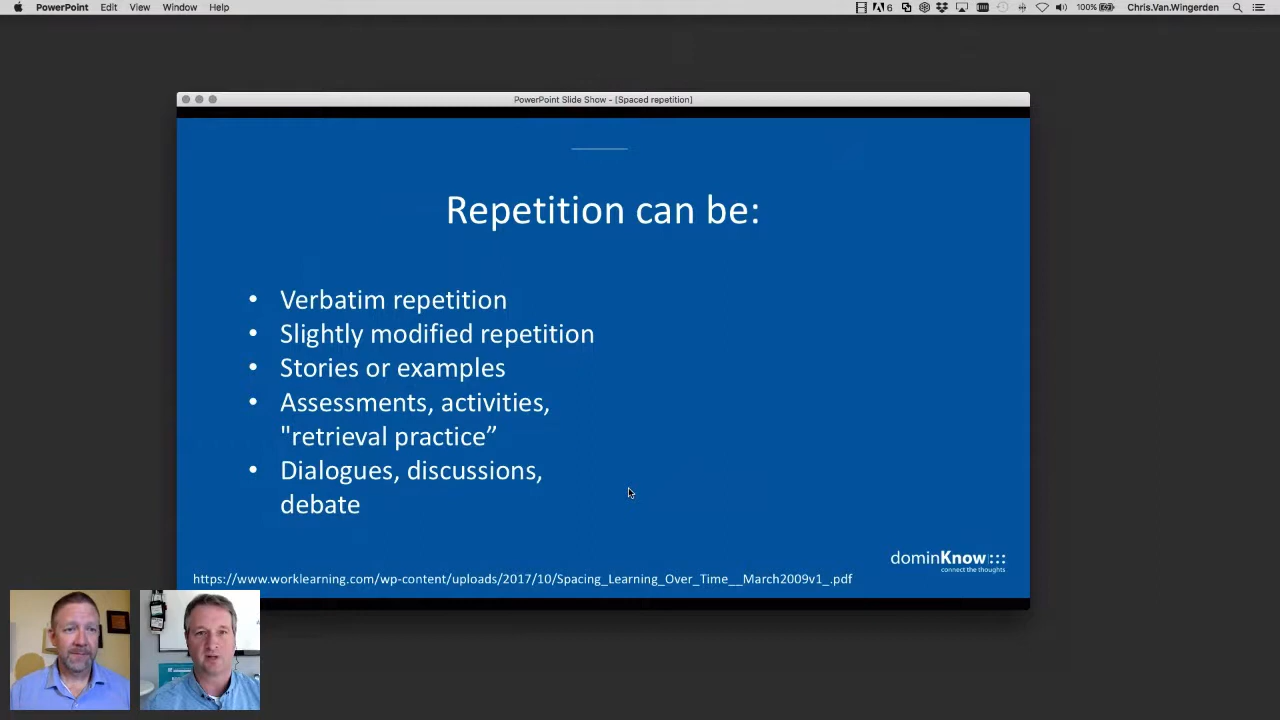 PowerPoint Edit View Window Help
6
100%
Chris.Van.Wingerden
PowerPoint Slide Show - [Spaced repetition]
Repetition can be:
• Verbatim repetition
• Slightly modified repetition
• Stories or examples
• Assessments, activities,
"retrieval practice”
• Dialogues, discussions,
debate
dominKnow
connect the thoughts
https://www.worklearning.com/wp-content/uploads/2017/10/Spacing_Learning_Over_Time__March2009v1_.pdf